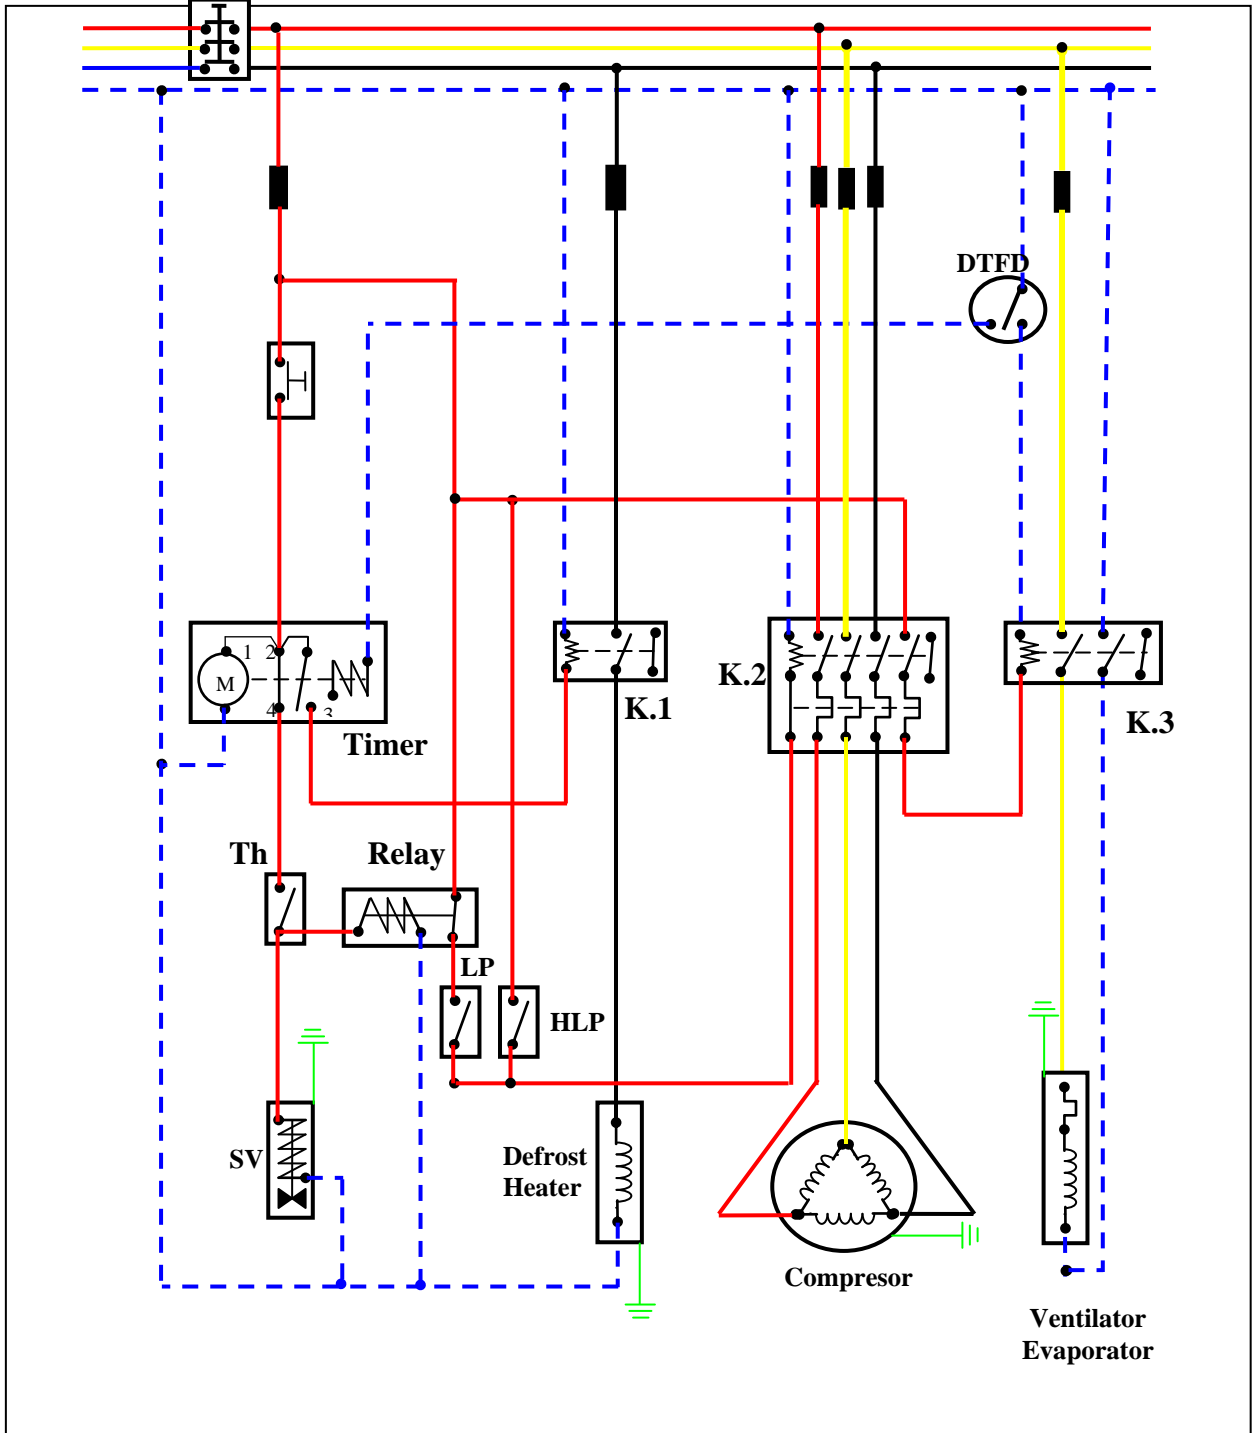 DTFD
1
2
M
4
3
Timer
K.1
K.2
K.3
Th
Relay
LP
HLP
SV
Defrost
Heater
Compresor
Ventilator
Evaporator